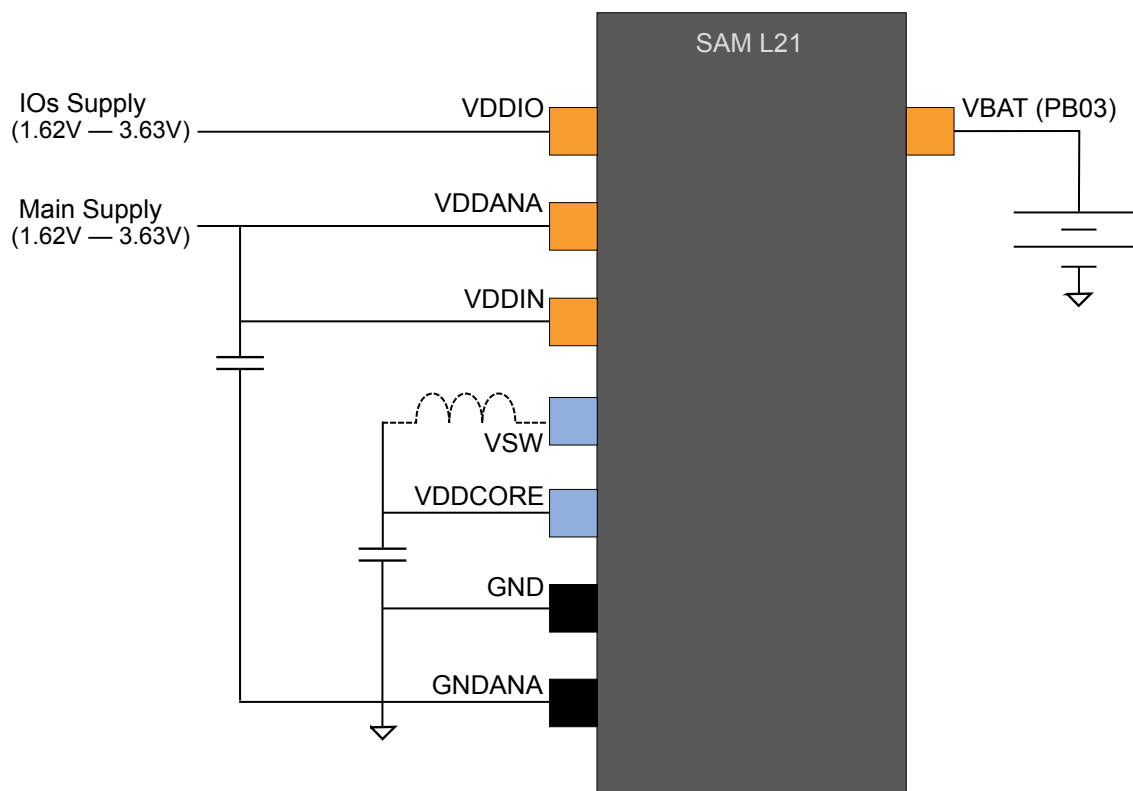 SAM L21
IOs Supply
(1.62V — 3.63V)
VDDIO
VBAT (PB03)
Main Supply
(1.62V — 3.63V)
VDDANA
VDDIN
VSW
VDDCORE
GND
GNDANA